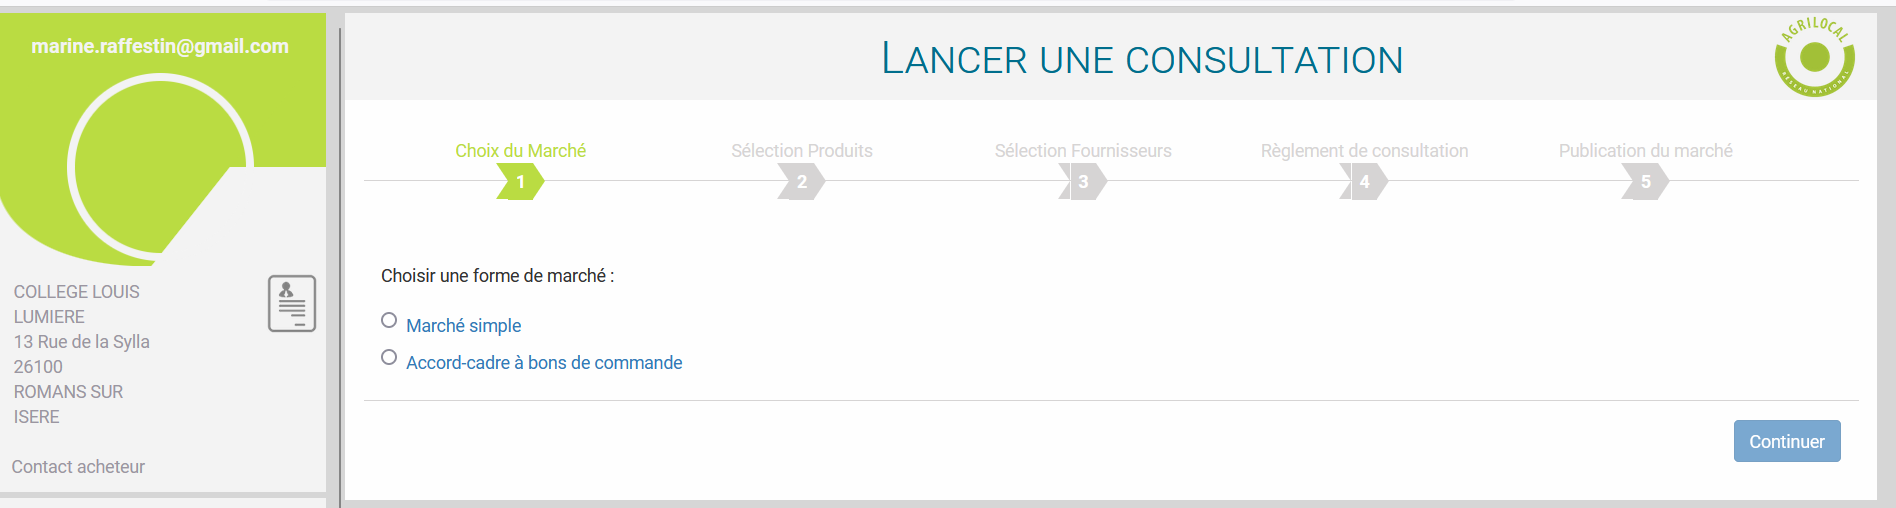 marine.raffestin@gmail.com
COLLEGE LOUIS
LUMIERE
13 Rue de la Sylla
26100
ROMANS SUR
ISERE
Contact acheteur
LANCER UNE CONSULTATION
AGRILOCAL
RÉSEAU NATIONAL
Choix du Marché
1
Sélection Produits
2
Sélection Fournisseurs
3
Règlement de consultation
4
Publication du marché
5
Choisir une forme de marché :
Marché simple
Accord-cadre à bons de commande
Continuer